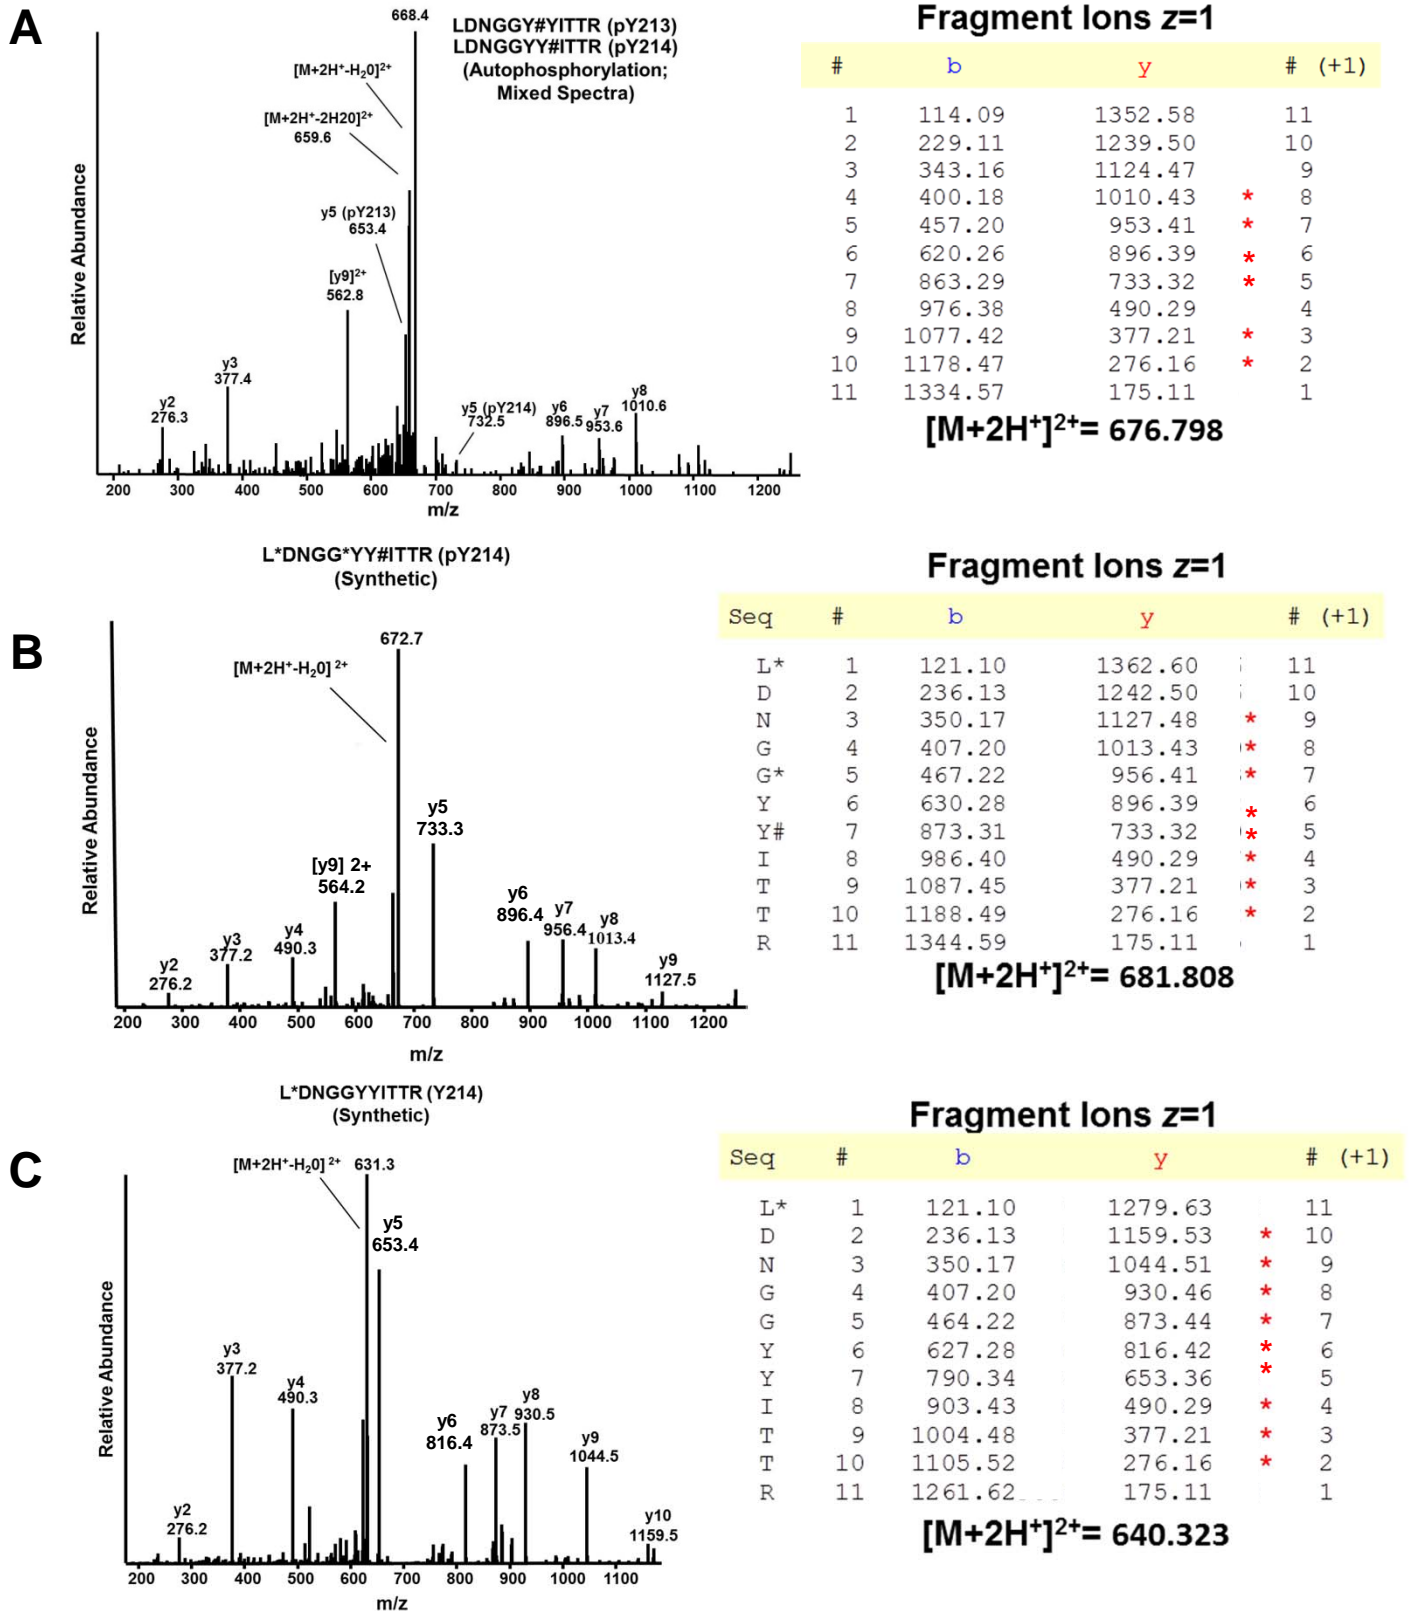 A
668.4
LDNGGY#YITTR (pY213)
LDNGGYY#ITTR (pY214)
(Autophosphorylation;
Mixed Spectra)
[M+2H⁺-H₂0]²⁺
[M+2H⁺-2H20]²⁺
659.6
y5 (pY213)
653.4
[y9]²⁺
562.8
y3
377.4
y2
276.3
y5 (pY214)
732.5
y6
896.5
y7
953.6
y8
1010.6
Relative Abundance
200 300 400 500 600 700 800 900 1000 1100 1200
m/z
Fragment Ions z=1
# b y # (+1)
1 114.09 1352.58 11
2 229.11 1239.50 10
3 343.16 1124.47 9
4 400.18 1010.43 * 8
5 457.20 953.41 * 7
6 620.26 896.39 * 6
7 863.29 733.32 * 5
8 976.38 490.29 4
9 1077.42 377.21 * 3
10 1178.47 276.16 * 2
11 1334.57 175.11 1
[M+2H⁺]²⁺= 676.798
B
L*DNGG*YY#ITTR (pY214)
(Synthetic)
672.7
[M+2H⁺-H₂0] ²⁺
y5
733.3
[y9] 2+
564.2
y4
490.3
y3
377.2
y2
276.2
y6
896.4
y7
956.4
y8
1013.4
y9
1127.5
Relative Abundance
200 300 400 500 600 700 800 900 1000 1100 1200
m/z
Fragment Ions z=1
Seq # b y # (+1)
L* 1 121.10 1362.60 11
D 2 236.13 1242.50 10
N 3 350.17 1127.48 * 9
G 4 407.20 1013.43 * 8
G* 5 467.22 956.41 * 7
Y 6 630.28 896.39 * 6
Y# 7 873.31 733.32 * 5
I 8 986.40 490.29 * 4
T 9 1087.45 377.21 * 3
T 10 1188.49 276.16 * 2
R 11 1344.59 175.11 1
[M+2H⁺]²⁺= 681.808
C
L*DNGGYYITTR (Y214)
(Synthetic)
[M+2H⁺-H₂0] ²⁺ 631.3
y5
653.4
y3
377.2
y4
490.3
y2
276.2
y6
816.4
y7
873.5
y8
930.5
y9
1044.5
y10
1159.5
Relative Abundance
200 300 400 500 600 700 800 900 1000 1100
m/z
Fragment Ions z=1
Seq # b y # (+1)
L* 1 121.10 1279.63 11
D 2 236.13 1159.53 * 10
N 3 350.17 1044.51 * 9
G 4 407.20 930.46 * 8
G 5 464.22 873.44 * 7
Y 6 627.28 816.42 * 6
Y 7 790.34 653.36 * 5
I 8 903.43 490.29 * 4
T 9 1004.48 377.21 * 3
T 10 1105.52 276.16 * 2
R 11 1261.62 175.11 1
[M+2H⁺]²⁺= 640.323